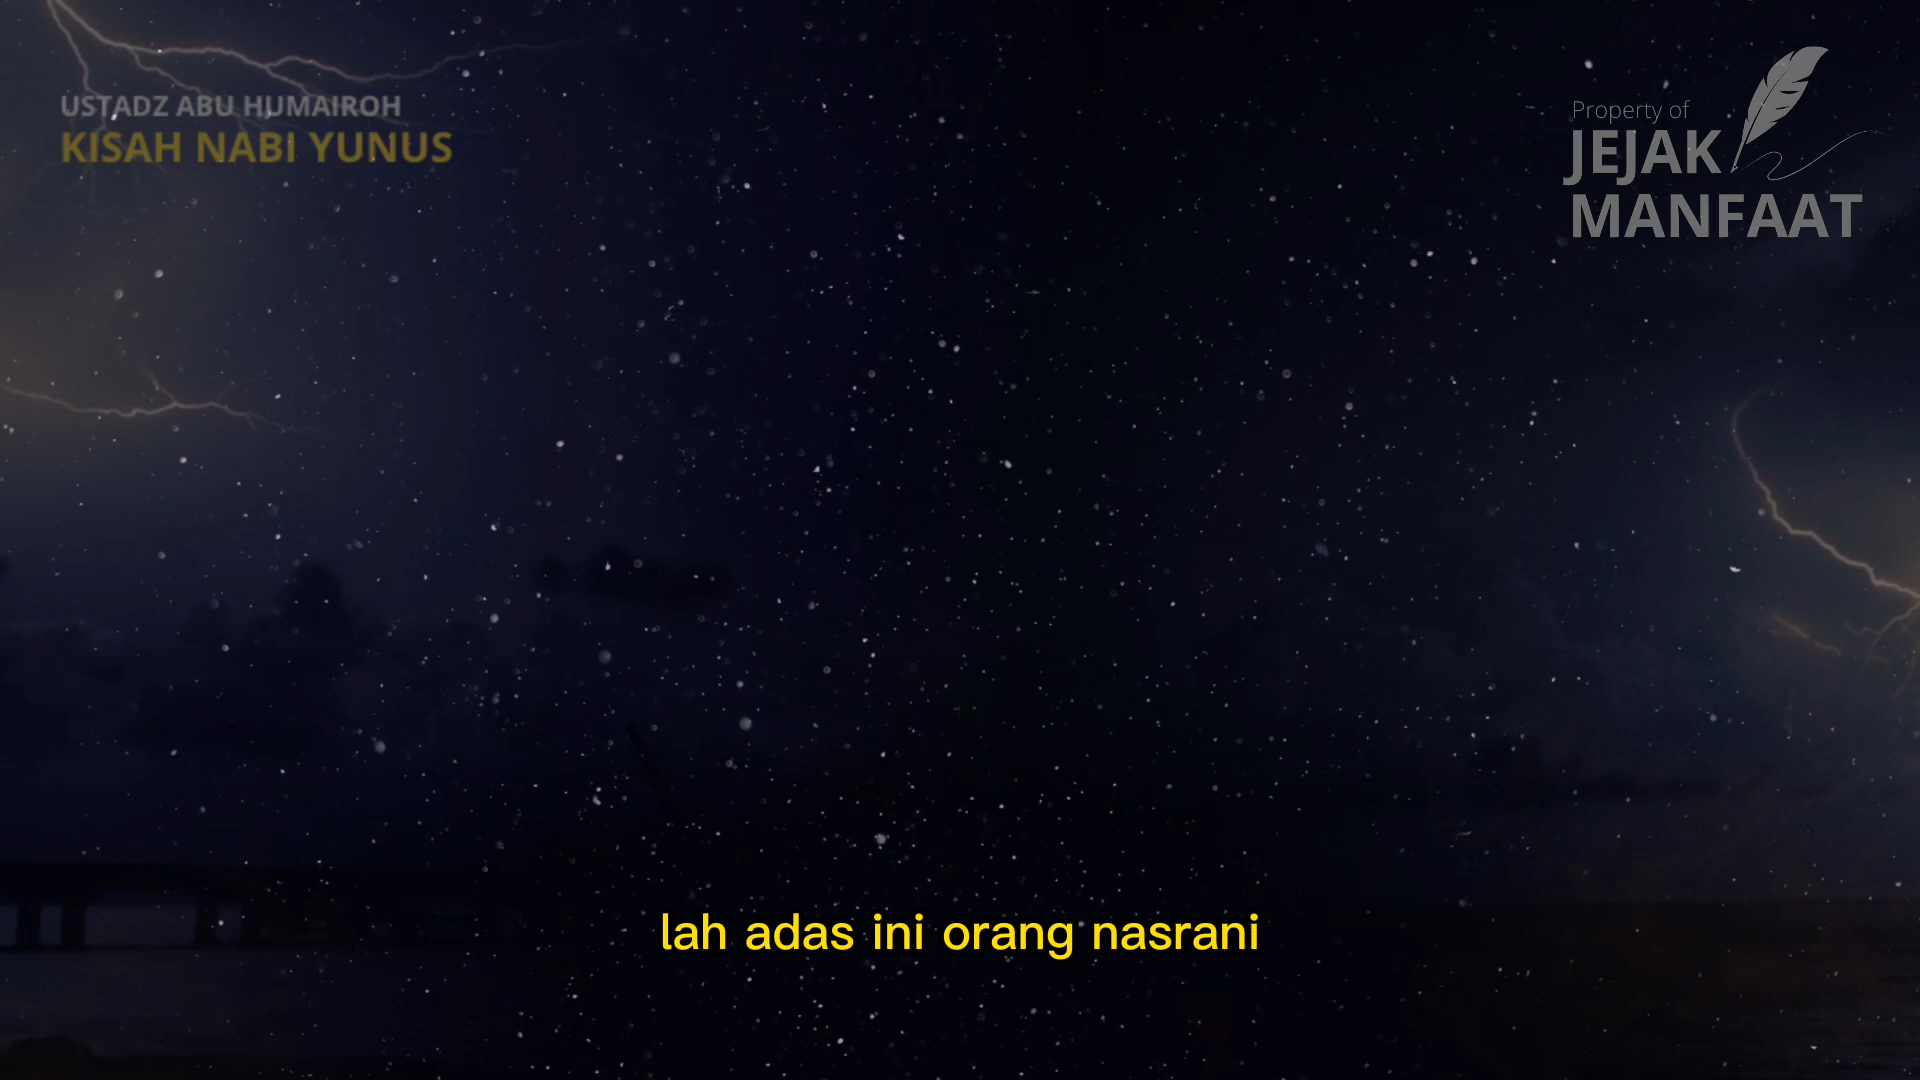 USTADZ ABU HUMAIROH
KISAH NABI YUNUS
Property of
JEJAK
MANFAAT
lah adas ini orang nasrani